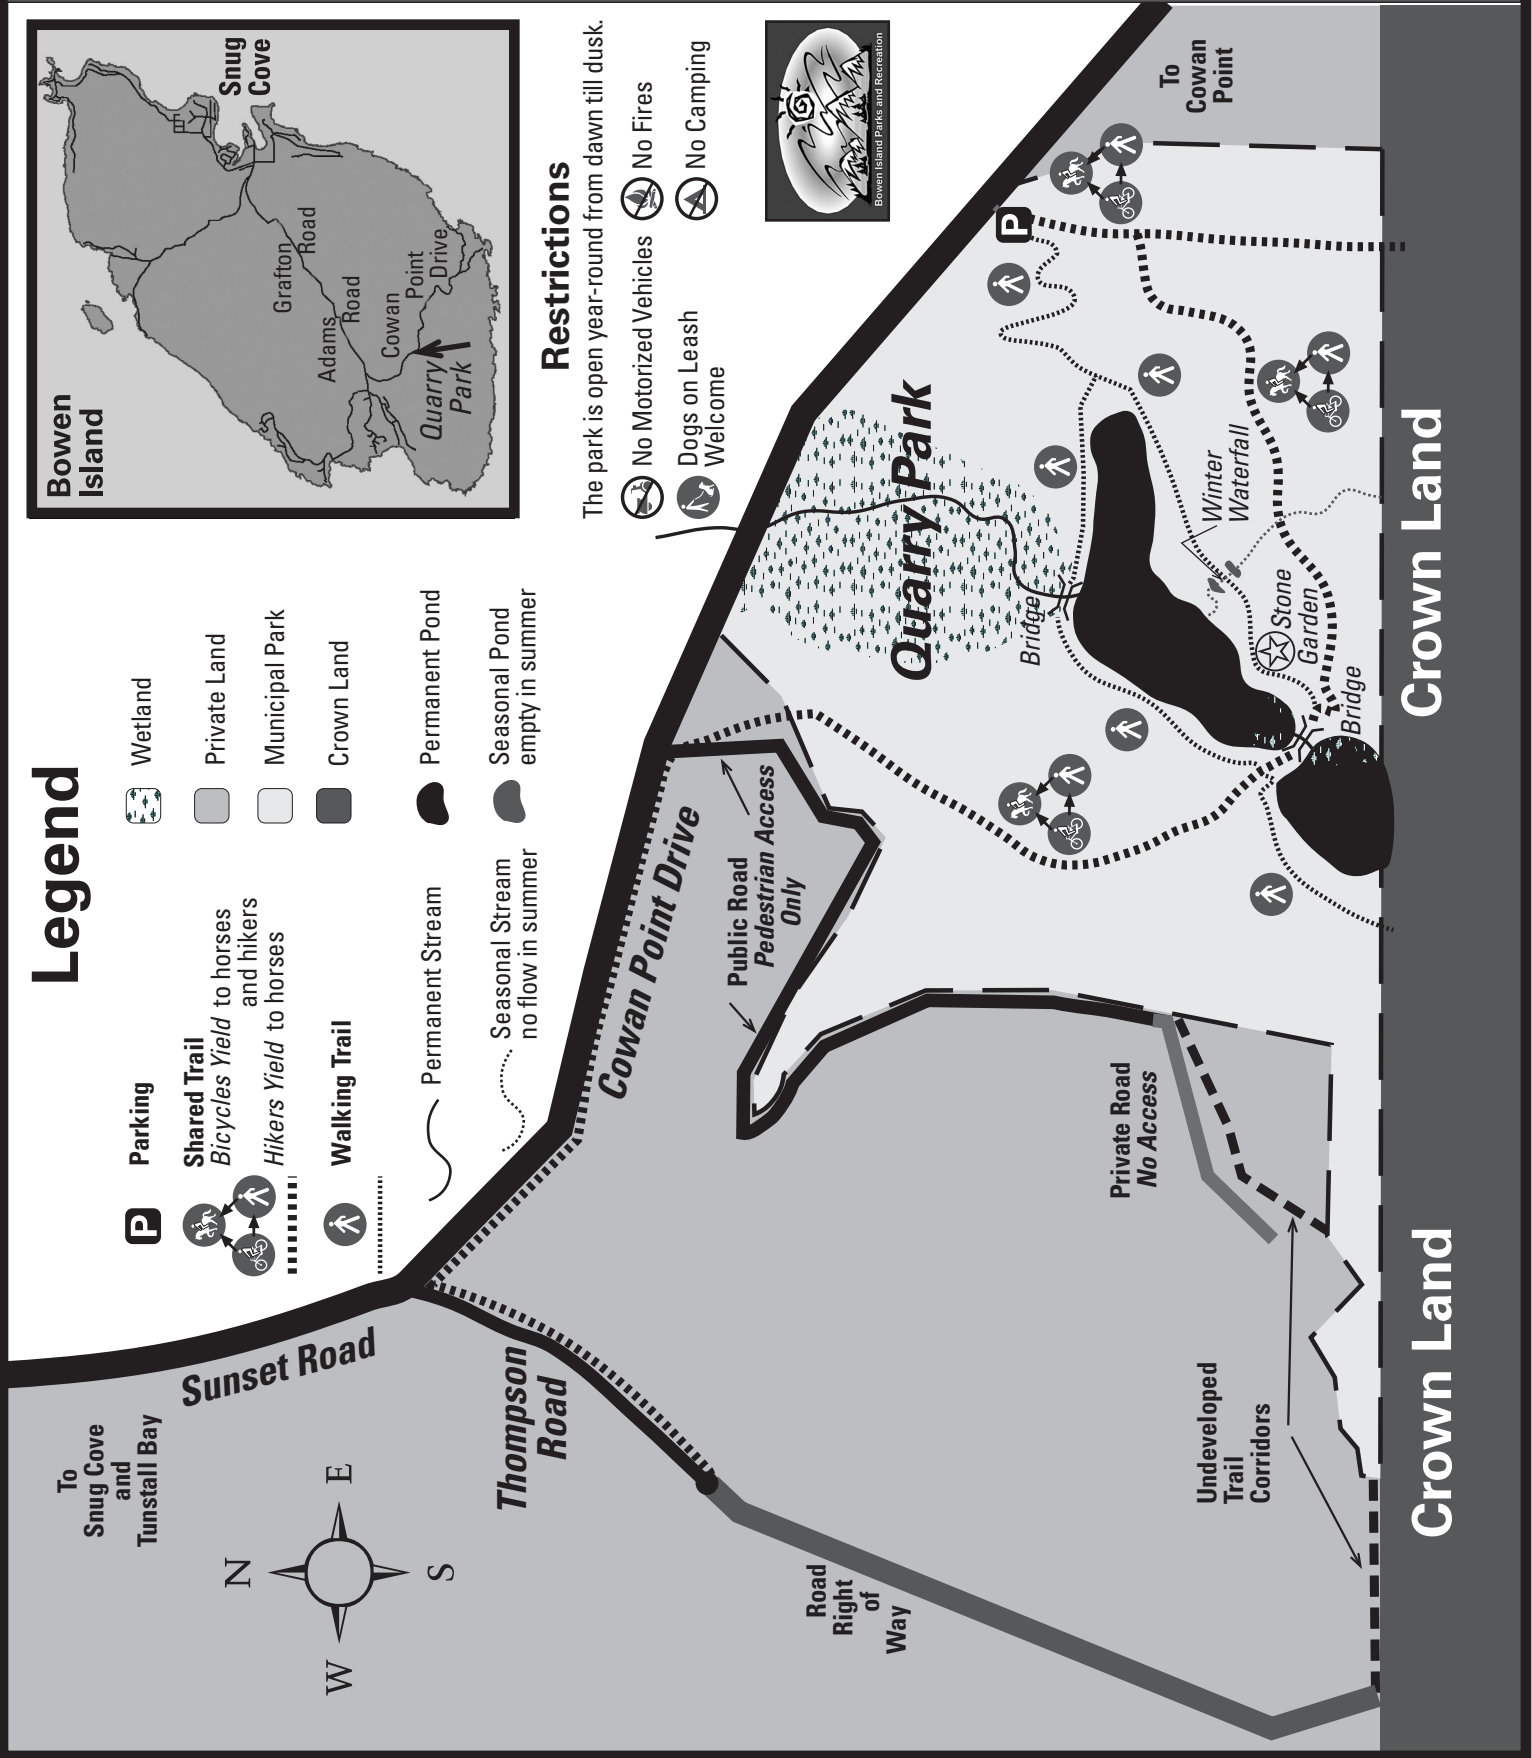 Bowen
Island
Snug
Cove
Grafton
Road
Adams
Road
Cowan
Point
Drive
Quarry
Park
Restrictions
The park is open year-round from dawn till dusk.
No Motorized Vehicles
No Fires
Dogs on Leash
Welcome
No Camping
Bowen Island Parks and Recreation
Legend
P
Parking
Shared Trail
Bicycles Yield to horses
and hikers
Hikers Yield to horses
Walking Trail
Permanent Stream
Seasonal Stream
no flow in summer
Wetland
Private Land
Municipal Park
Crown Land
Permanent Pond
Seasonal Pond
empty in summer
To
Snug Cove
and
Tunstall Bay
N
W
E
S
Sunset Road
Thompson
Road
Cowan Point Drive
Public Road
Pedestrian Access
Only
Road
Right
of
Way
Private Road
No Access
Undeveloped
Trail
Corridors
Quarry Park
P
To
Cowan
Point
Bridge
Winter
Waterfall
Stone
Garden
Bridge
Crown Land
Crown Land